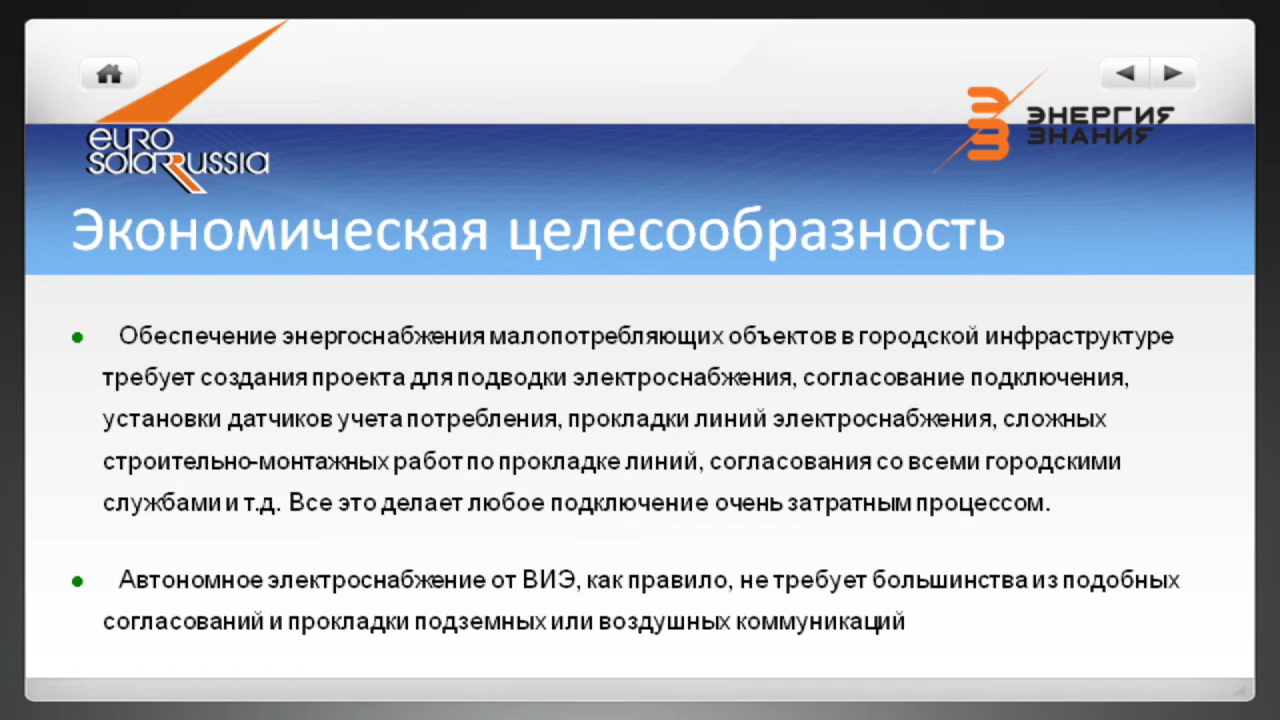 EURO
SOLARRUSSIA
ЭНЕРГИЯ
ЗНАНИЯ
Экономическая целесообразность
Обеспечение энергоснабжения малопотребляющих объектов в городской инфраструктуре
требует создания проекта для подводки электроснабжения, согласование подключения,
установки датчиков учета потребления, прокладки линий электроснабжения, сложных
строительно-монтажных работ по прокладке линий, согласования со всеми городскими
службами и т.д. Все это делает любое подключение очень затратным процессом.
Автономное электроснабжение от ВИЭ, как правило, не требует большинства из подобных
согласований и прокладки подземных или воздушных коммуникаций